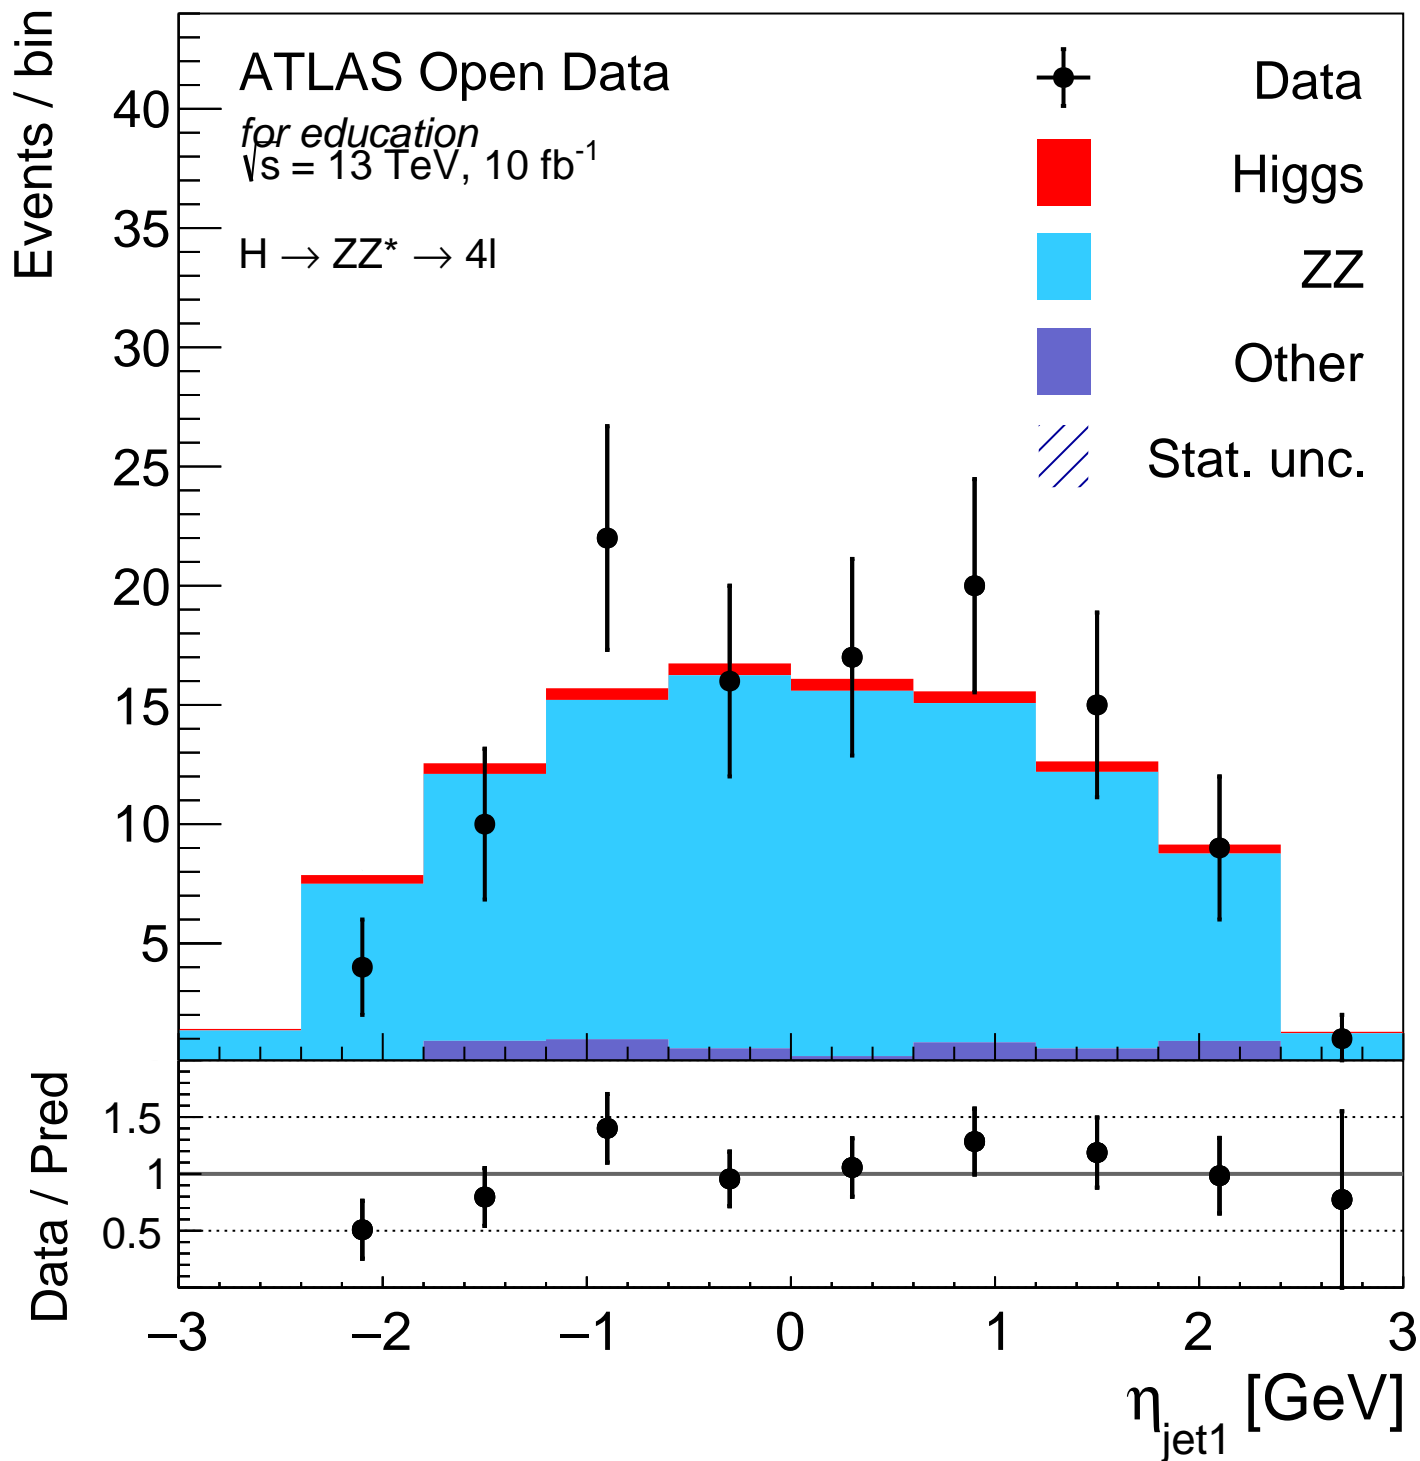 Events / bin
40
35
30
25
20
15
10
5
ATLAS Open Data
for education
√s = 13 TeV, 10 fb⁻¹
H → ZZ* → 4l
Data
Higgs
ZZ
Other
Stat. unc.
Data / Pred
1.5
1
0.5
−3 −2 −1 0 1 2 3
η_jet1 [GeV]